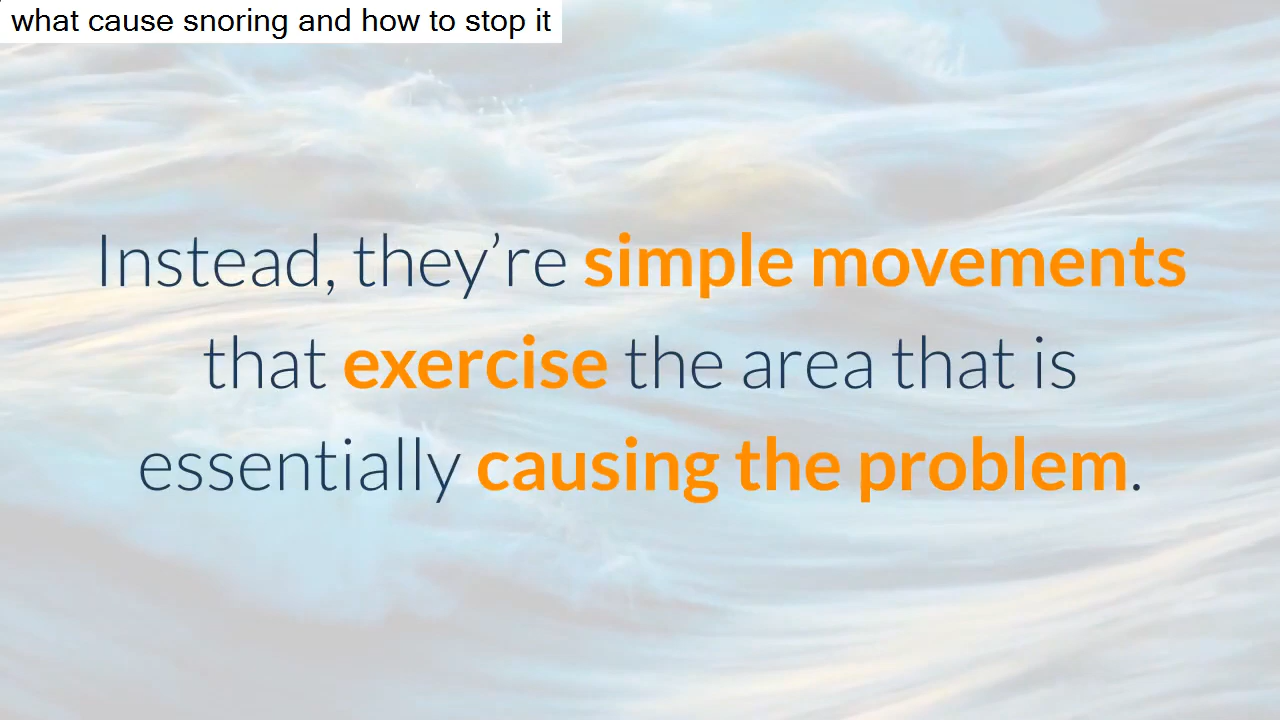 what cause snoring and how to stop it
Instead, they’re simple movements
that exercise the area that is
essentially causing the problem.